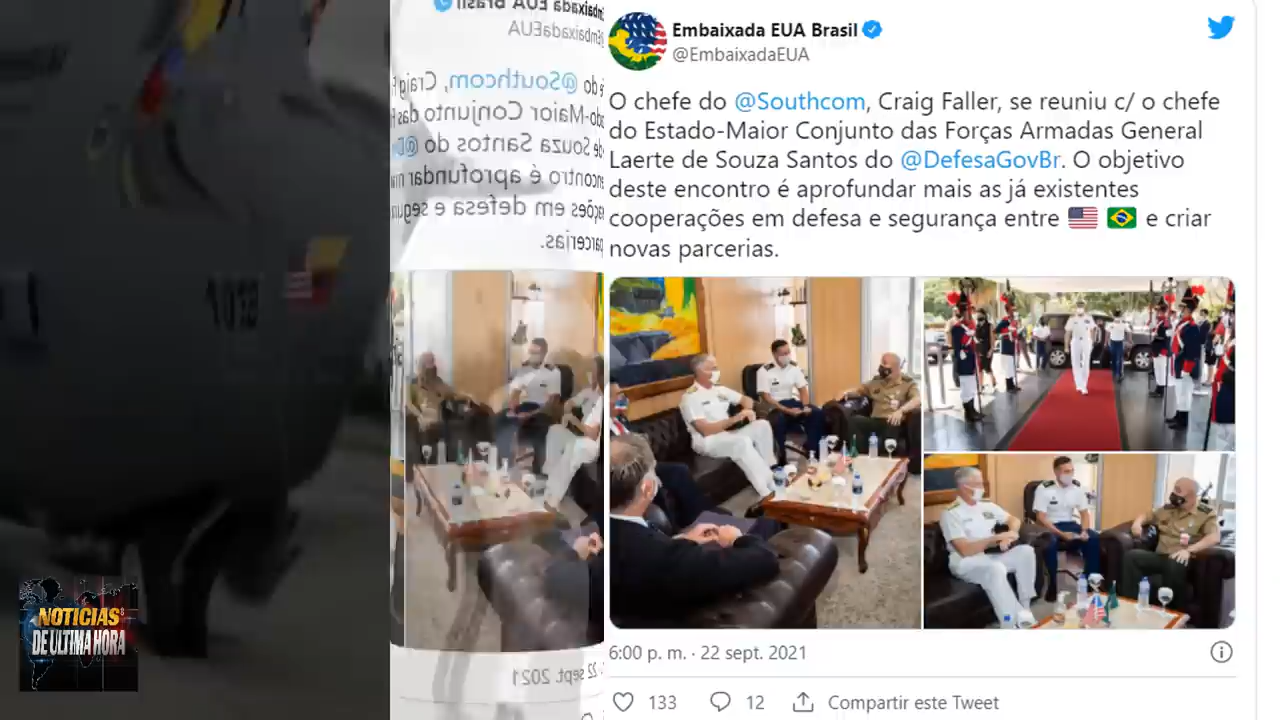 Embaixada EUA Brasil
@EmbaixadaEUA
O chefe do @Southcom, Craig Faller, se reuniu c/ o chefe
do Estado-Maior Conjunto das Forças Armadas General
Laerte de Souza Santos do @DefesaGovBr. O objetivo
deste encontro é aprofundar mais as já existentes
cooperações em defesa e segurança entre 🇺🇸 🇧🇷 e criar
novas parcerias.
6:00 p. m. · 22 sept. 2021
133 12 Compartir este Tweet
NOTICIAS
DE ULTIMA HORA